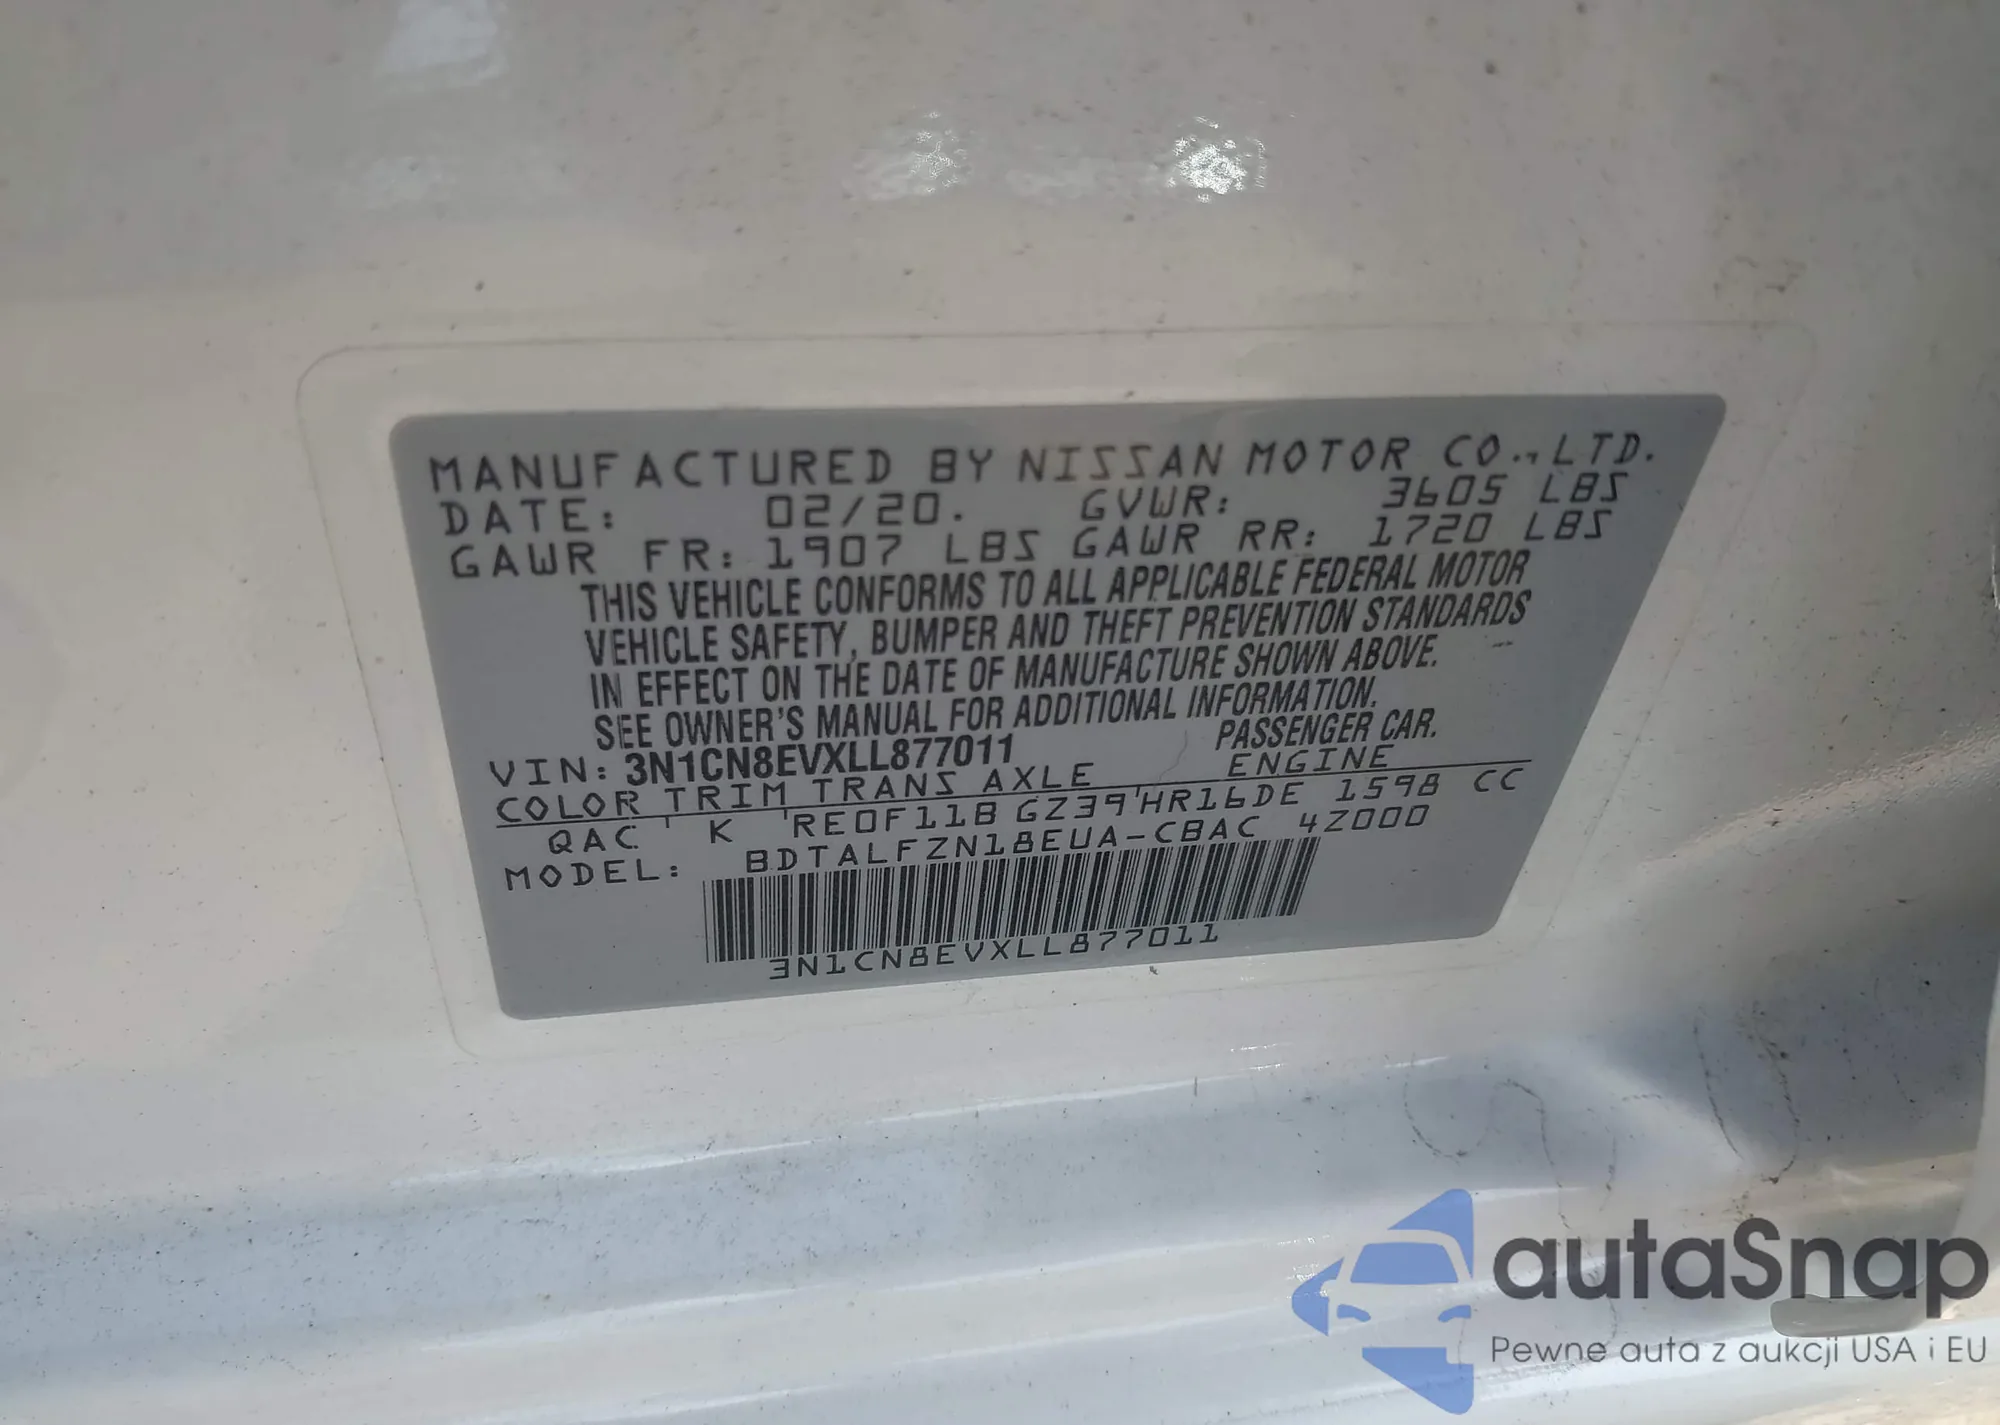 MANUFACTURED BY NISSAN MOTOR CO., LTD.
DATE: 02/20. GVWR: 3605 LBS
GAWR FR: 1907 LBS GAWR RR: 1720 LBS
THIS VEHICLE CONFORMS TO ALL APPLICABLE FEDERAL MOTOR
VEHICLE SAFETY, BUMPER AND THEFT PREVENTION STANDARDS
IN EFFECT ON THE DATE OF MANUFACTURE SHOWN ABOVE.
SEE OWNER'S MANUAL FOR ADDITIONAL INFORMATION.
VIN: 3N1CN8EVXLL877011 PASSENGER CAR.
COLOR TRIM TRANS AXLE ENGINE
QAC K RE0F11B GZ39 HR16DE 1598 CC
MODEL: BDTALFZN18EUA-CBAC 4Z000
3N1CN8EVXLL877011
autaSnap
Pewne auta z aukcji USA i EU